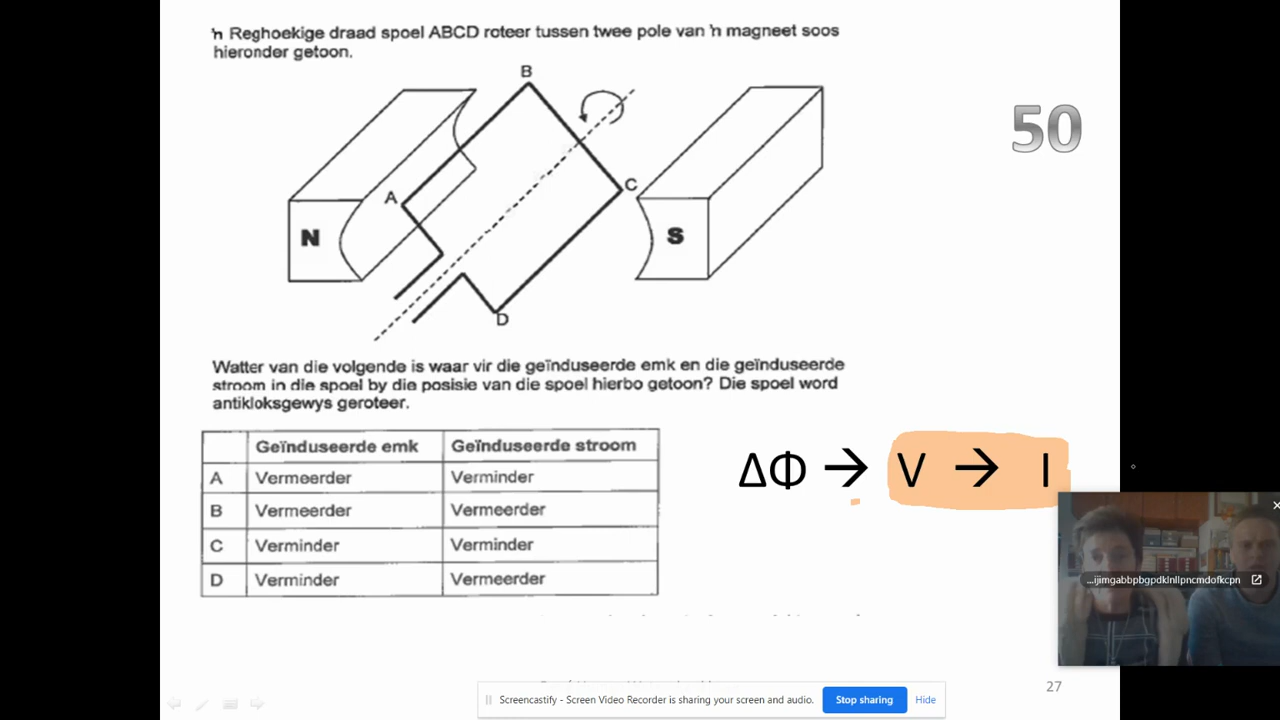 'n Reghoekige draad spoel ABCD roteer tussen twee pole van 'n magneet soos
hieronder getoon.
B
50
A
C
N
S
D
Watter van die volgende is waar vir die geïnduseerde emk en die geïnduseerde
stroom in die spoel by die posisie van die spoel hierbo getoon? Die spoel word
antikloksgewys geroteer.
Geïnduseerde emk Geïnduseerde stroom
A Vermeerder Verminder
B Vermeerder Vermeerder
C Verminder Verminder
D Verminder Vermeerder
ΔΦ → V → I
...ijimgabbpbgpdklnllpncmdofkcpn
27
Screencastify - Screen Video Recorder is sharing your screen and audio. Stop sharing Hide